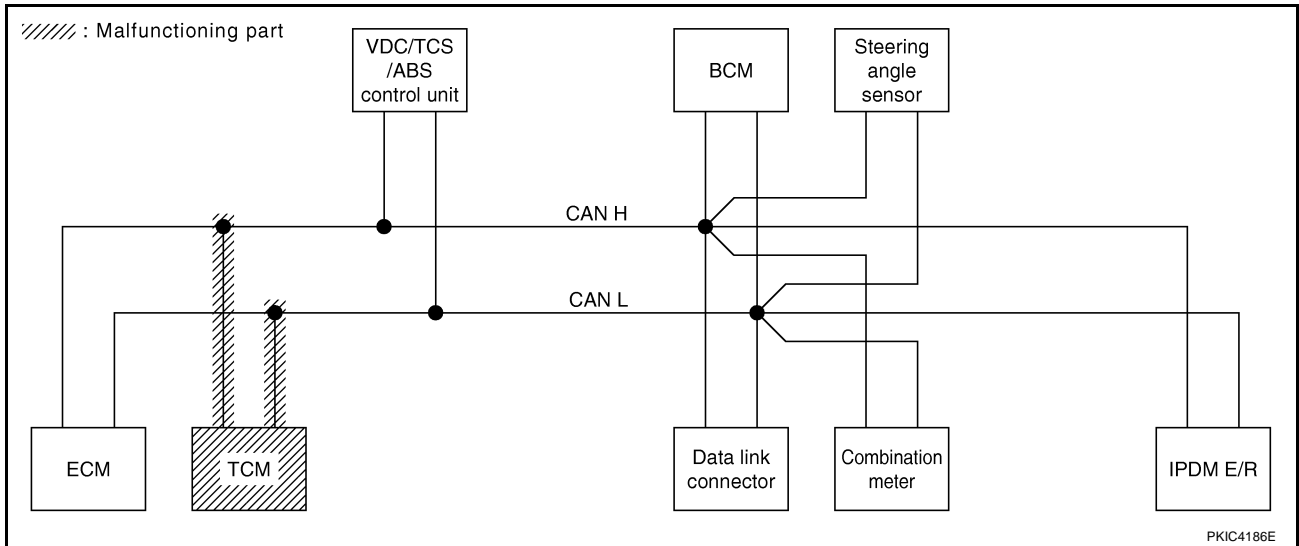 : Malfunctioning part
VDC/TCS
/ABS
control unit
BCM
Steering
angle
sensor
CAN H
CAN L
ECM
TCM
Data link
connector
Combination
meter
IPDM E/R
PKIC4186E